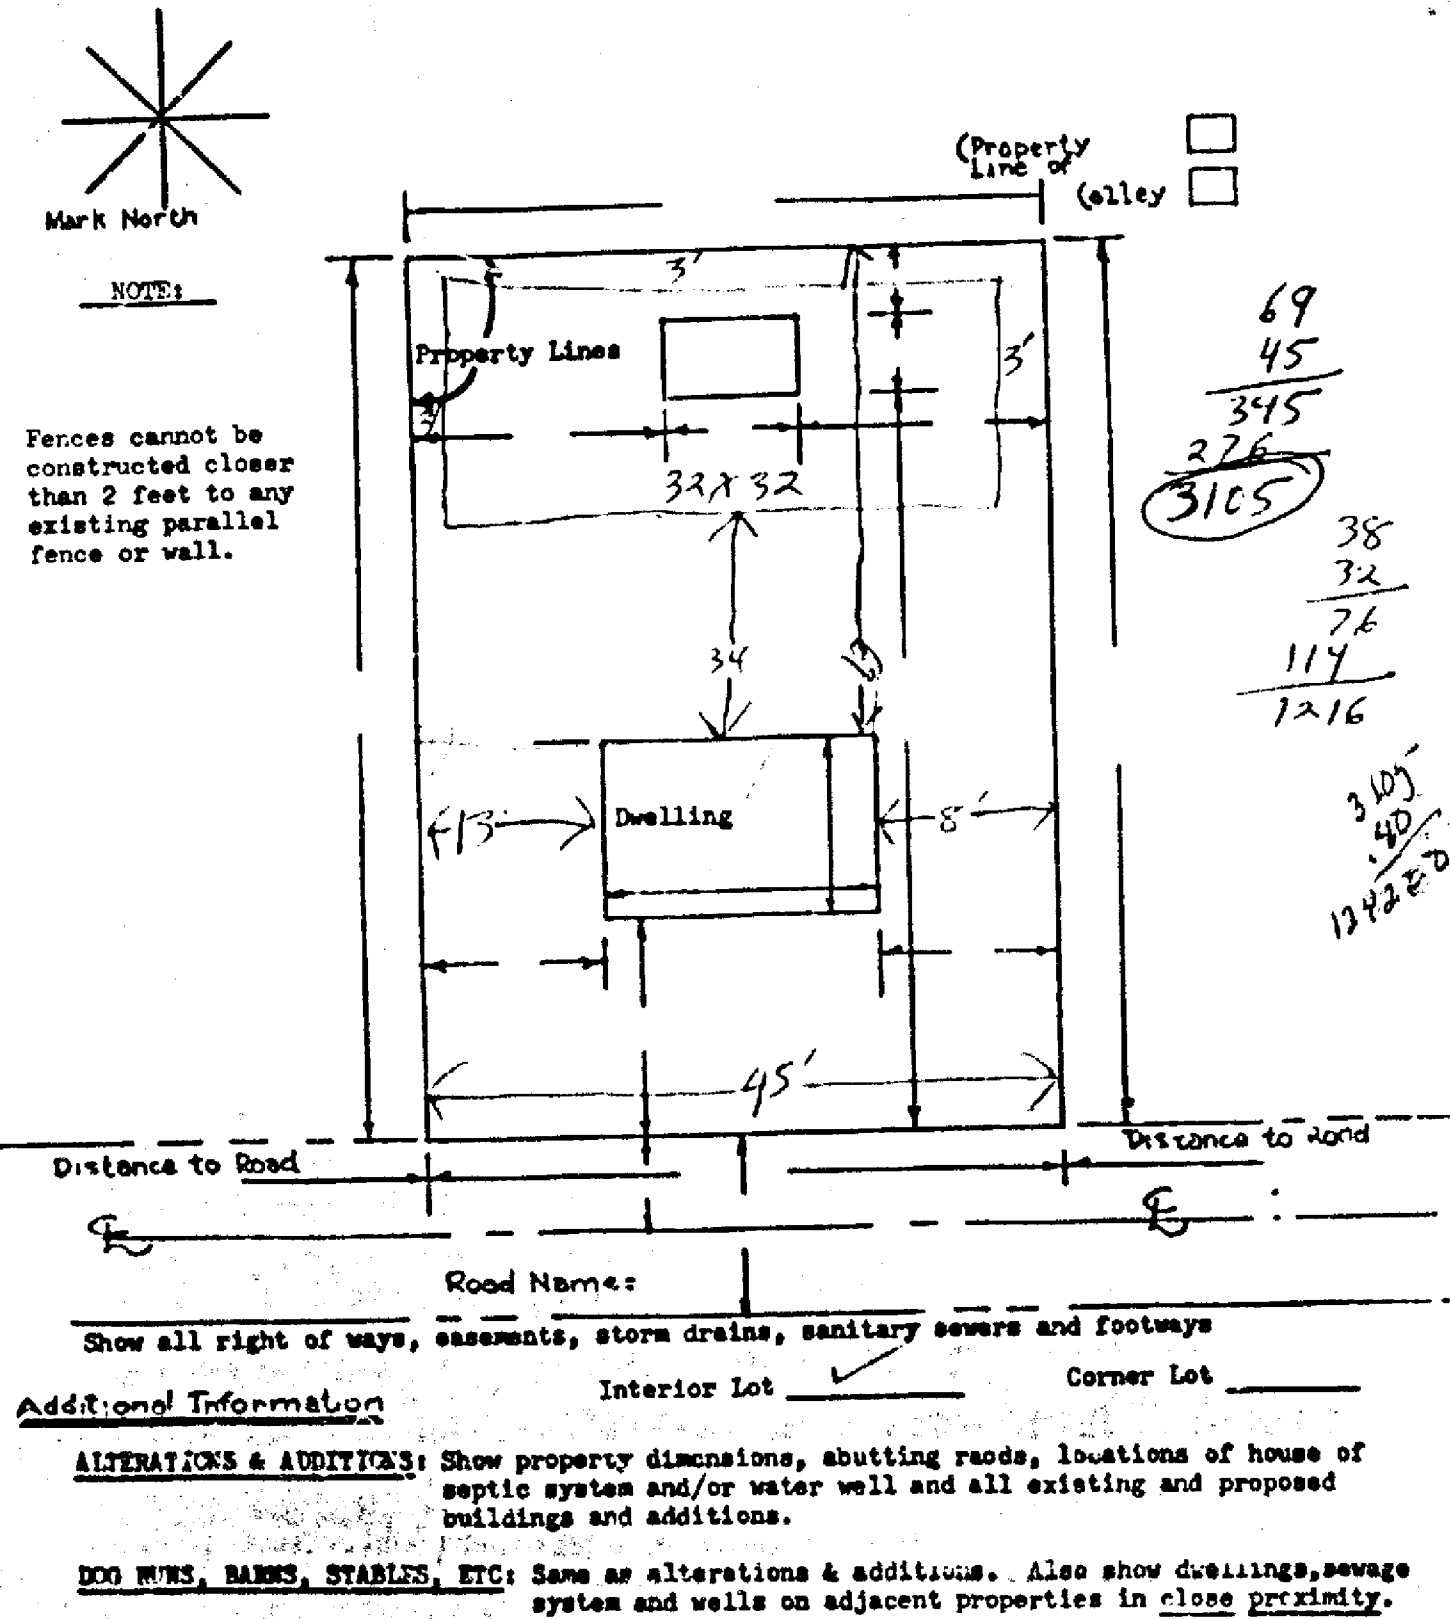 Mark North
(Property
Line of
(alley
NOTE:
3'
Property Lines
3'
3'
Fences cannot be
constructed closer
than 2 feet to any
existing parallel
fence or wall.
32 X 32
69
45
345
276
3105
38
32
76
114
1216
34
3105
.40
Dwelling
13
8'
45'
Distance to Road
Distance to Road
Road Name:
Show all right of ways, easements, storm drains, sanitary sewers and footways
Interior Lot ✓ Corner Lot
Additional Information
ALTERATIONS & ADDITIONS: Show property dimensions, abutting raods, locations of house of
septic system and/or water well and all existing and proposed
buildings and additions.
DOG RUNS, BARNS, STABLES, ETC: Same as alterations & additions. Also show dwellings, sewage
system and wells on adjacent properties in close proximity.